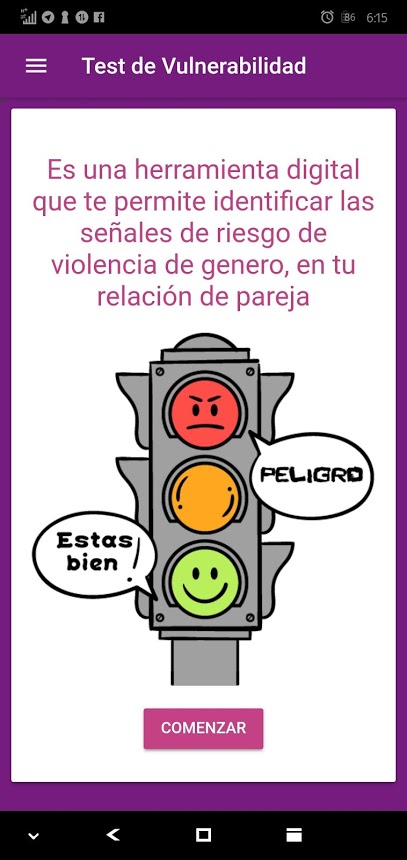 86 6:15
Test de Vulnerabilidad
Es una herramienta digital
que te permite identificar las
señales de riesgo de
violencia de genero, en tu
relación de pareja
PELIGRO
Estas
bien
COMENZAR